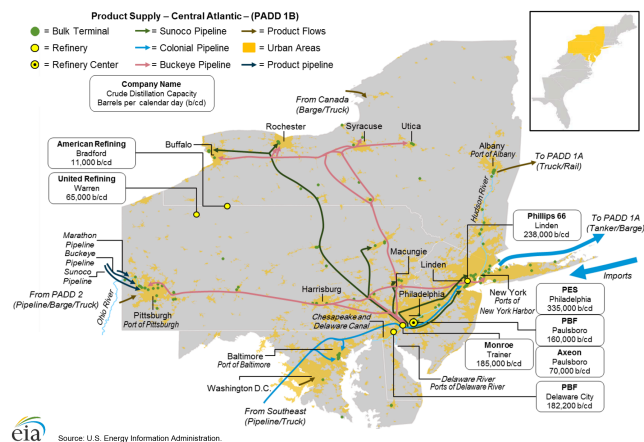 Product Supply – Central Atlantic – (PADD 1B)
= Bulk Terminal
= Sunoco Pipeline
= Product Flows
= Refinery
= Colonial Pipeline
= Urban Areas
= Refinery Center
= Buckeye Pipeline
= Product pipeline
Company Name
Crude Distillation Capacity
Barrels per calendar day (b/cd)
From Canada
(Barge/Truck)
Rochester
Syracuse
Utica
Buffalo
American Refining
Bradford
11,000 b/cd
Albany
Port of Albany
To PADD 1A
(Truck/Rail)
United Refining
Warren
65,000 b/cd
Hudson River
Phillips 66
Linden
238,000 b/cd
To PADD 1A
(Tanker/Barge)
Marathon
Pipeline
Buckeye
Pipeline
Sunoco
Pipeline
Macungie
Linden
Imports
From PADD 2
(Pipeline/Barge/Truck)
Ohio River
Pittsburgh
Port of Pittsburgh
Harrisburg
Philadelphia
New York
Ports of
New York Harbor
PES
Philadelphia
335,000 b/cd
Chesapeake and
Delaware Canal
PBF
Paulsboro
160,000 b/cd
Baltimore
Port of Baltimore
Monroe
Trainer
185,000 b/cd
Axeon
Paulsboro
70,000 b/cd
Washington D.C.
Delaware River
Ports of Delaware River
PBF
Delaware City
182,200 b/cd
From Southeast
(Pipeline/Truck)
eia
Source: U.S. Energy Information Administration.